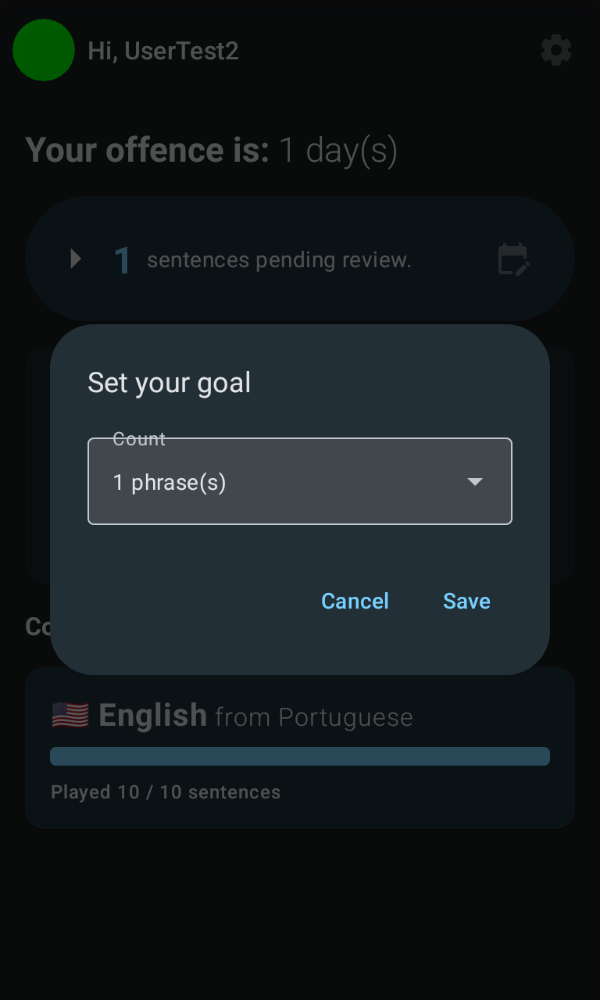 Hi, UserTest2
Your offence is: 1 day(s)
1 sentences pending review.
Set your goal
Count
1 phrase(s)
Cancel Save
Co
English from Portuguese
Played 10 / 10 sentences